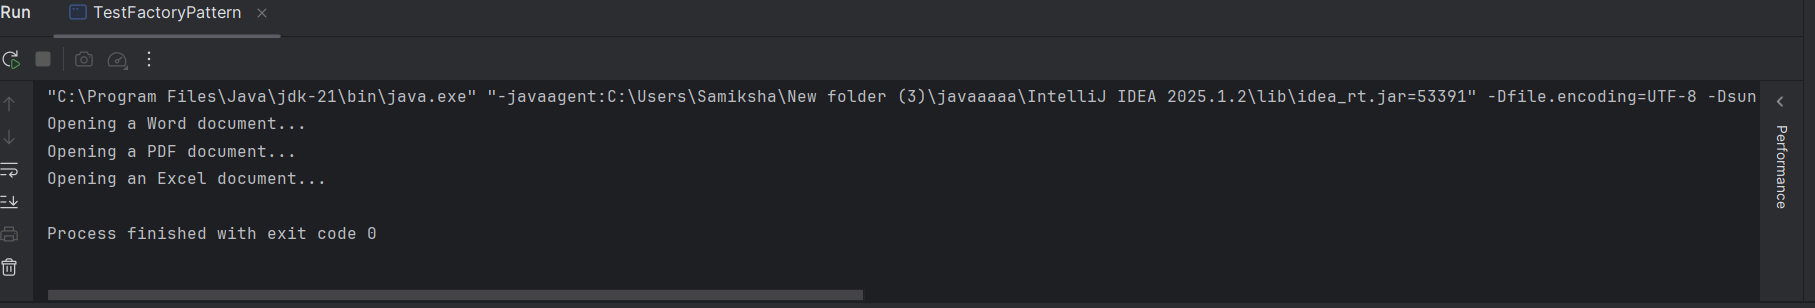 Run TestFactoryPattern
"C:\Program Files\Java\jdk-21\bin\java.exe" "-javaagent:C:\Users\Samiksha\New folder (3)\javaaaaa\IntelliJ IDEA 2025.1.2\lib\idea_rt.jar=53391" -Dfile.encoding=UTF-8 -Dsun
Opening a Word document...
Opening a PDF document...
Opening an Excel document...
Process finished with exit code 0
Performance